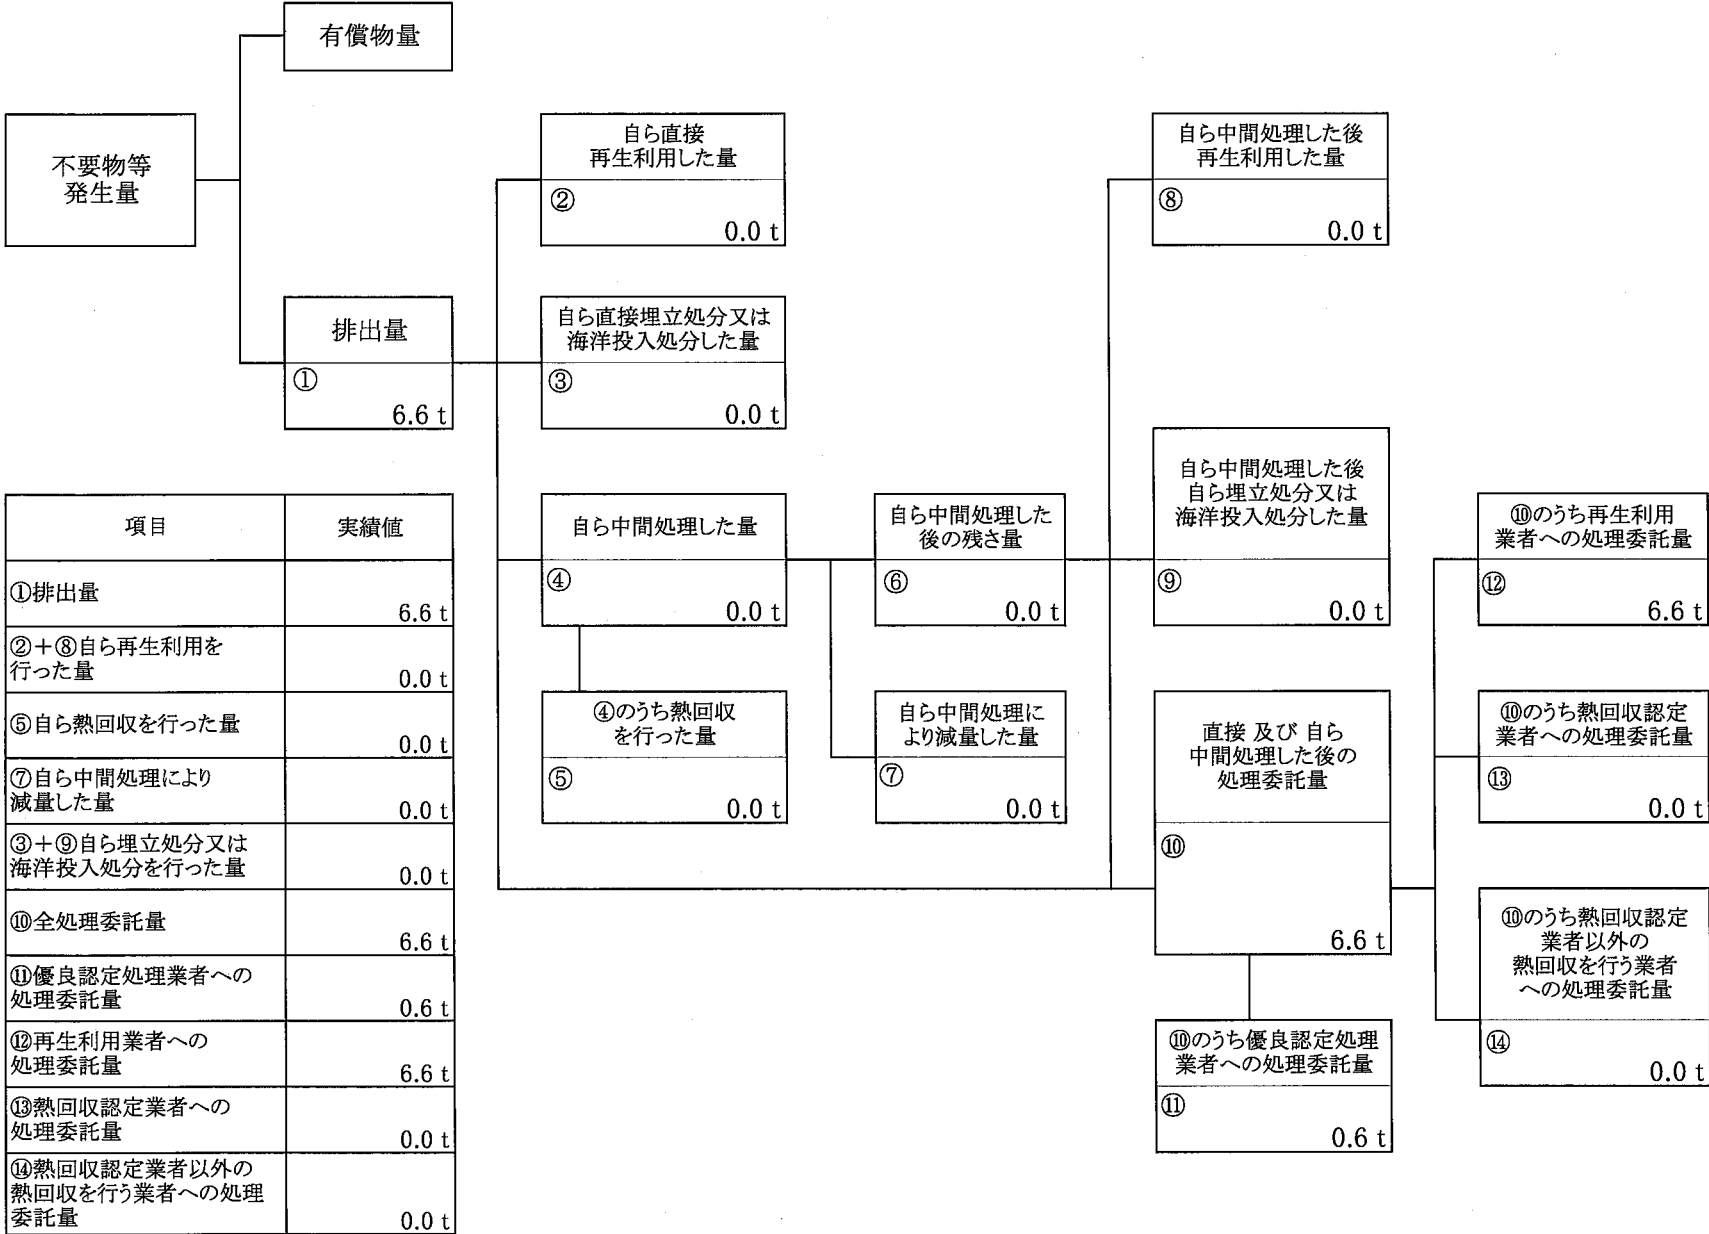 有償物量
不要物等
発生量
排出量
①
6.6 t
自ら直接
再生利用した量
②
0.0 t
自ら直接埋立処分又は
海洋投入処分した量
③
0.0 t
自ら中間処理した量
④
0.0 t
④のうち熱回収
を行った量
⑤
0.0 t
自ら中間処理した
後の残さ量
⑥
0.0 t
自ら中間処理に
より減量した量
⑦
0.0 t
自ら中間処理した後
再生利用した量
⑧
0.0 t
自ら中間処理した後
自ら埋立処分又は
海洋投入処分した量
⑨
0.0 t
直接 及び 自ら
中間処理した後の
処理委託量
⑩
6.6 t
⑩のうち優良認定処理
業者への処理委託量
⑪
0.6 t
⑩のうち再生利用
業者への処理委託量
⑫
6.6 t
⑩のうち熱回収認定
業者への処理委託量
⑬
0.0 t
⑩のうち熱回収認定
業者以外の
熱回収を行う業者
への処理委託量
⑭
0.0 t
項目 実績値
①排出量
6.6 t
②+⑧自ら再生利用を
行った量
0.0 t
⑤自ら熱回収を行った量
0.0 t
⑦自ら中間処理により
減量した量
0.0 t
③+⑨自ら埋立処分又は
海洋投入処分を行った量
0.0 t
⑩全処理委託量
6.6 t
⑪優良認定処理業者への
処理委託量
0.6 t
⑫再生利用業者への
処理委託量
6.6 t
⑬熱回収認定業者への
処理委託量
0.0 t
⑭熱回収認定業者以外の
熱回収を行う業者への処理
委託量
0.0 t